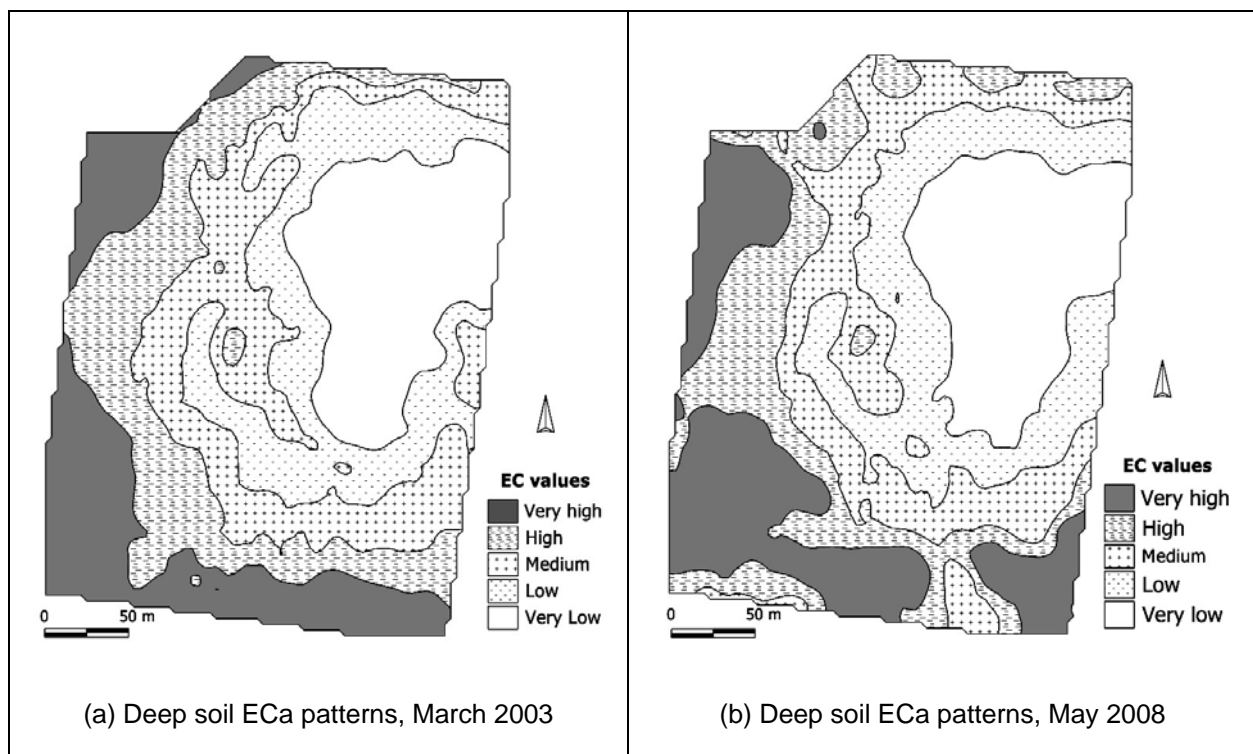 EC values
Very high
High
Medium
Low
Very Low
0 50 m
(a) Deep soil ECa patterns, March 2003
EC values
Very high
High
Medium
Low
Very low
0 50 m
(b) Deep soil ECa patterns, May 2008